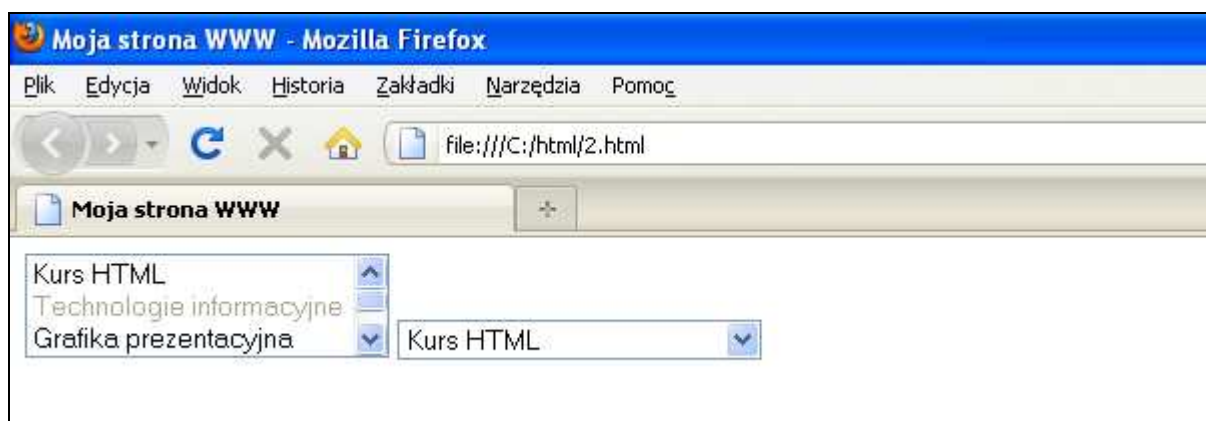 Moja strona WWW - Mozilla Firefox
Plik Edycja Widok Historia Zakładki Narzędzia Pomoc
file:///C:/html/2.html
Moja strona WWW
Kurs HTML
Technologie informacyjne
Grafika prezentacyjna
Kurs HTML